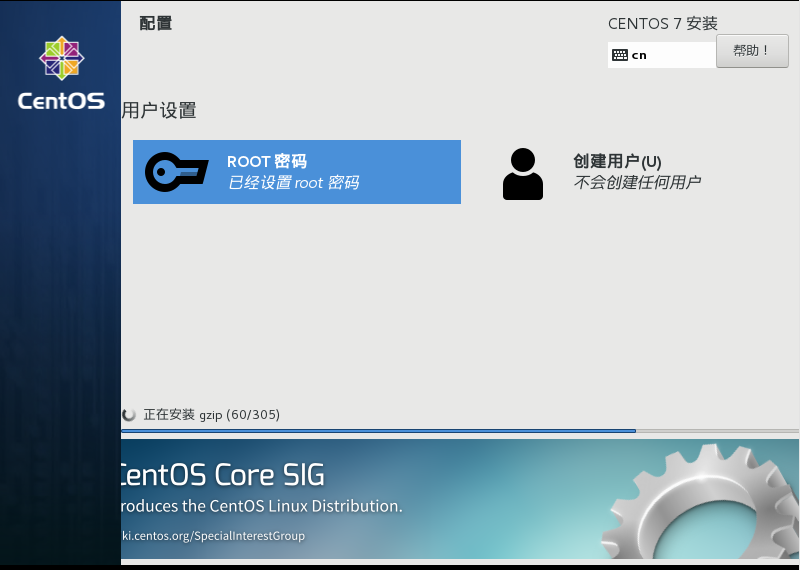 配置
CENTOS 7 安装
cn
帮助！
CentOS
用户设置
ROOT 密码
已经设置 root 密码
创建用户(U)
不会创建任何用户
正在安装 gzip (60/305)
CentOS Core SIG
roduces the CentOS Linux Distribution.
ki.centos.org/SpecialInterestGroup